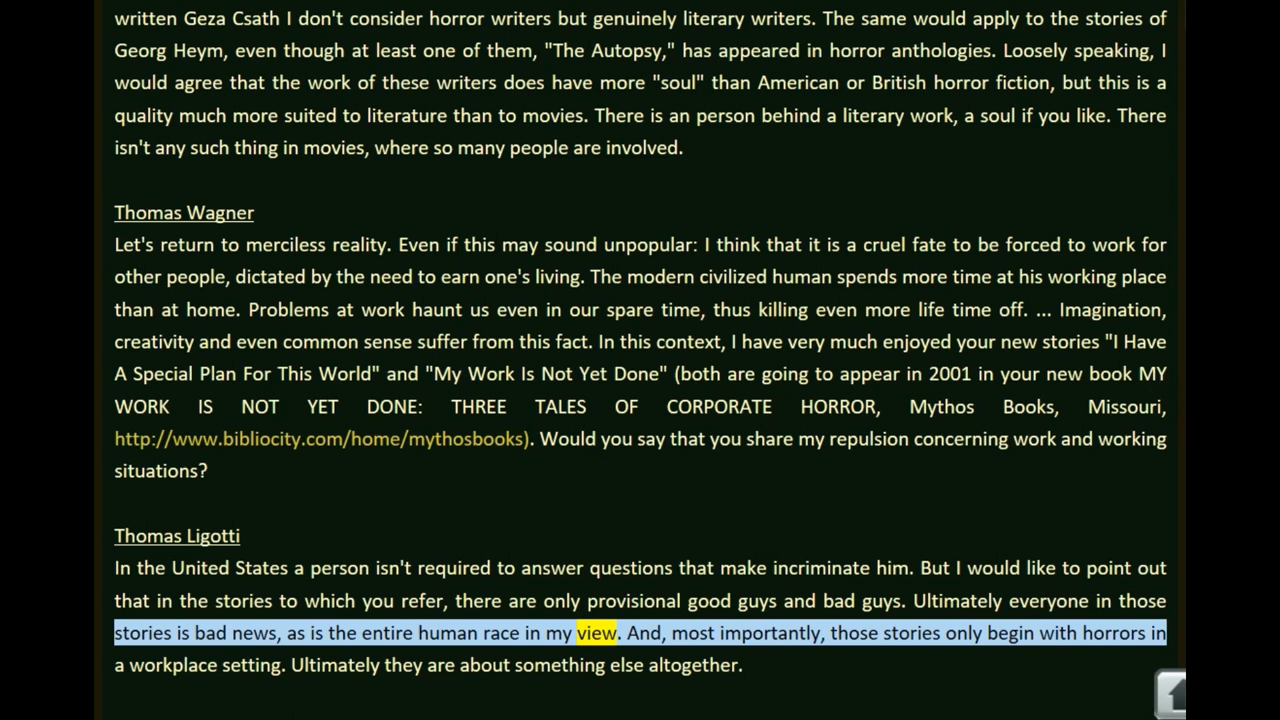 written Geza Csath I don't consider horror writers but genuinely literary writers. The same would apply to the stories of
Georg Heym, even though at least one of them, "The Autopsy," has appeared in horror anthologies. Loosely speaking, I
would agree that the work of these writers does have more "soul" than American or British horror fiction, but this is a
quality much more suited to literature than to movies. There is an person behind a literary work, a soul if you like. There
isn't any such thing in movies, where so many people are involved.
Thomas Wagner
Let's return to merciless reality. Even if this may sound unpopular: I think that it is a cruel fate to be forced to work for
other people, dictated by the need to earn one's living. The modern civilized human spends more time at his working place
than at home. Problems at work haunt us even in our spare time, thus killing even more life time off. ... Imagination,
creativity and even common sense suffer from this fact. In this context, I have very much enjoyed your new stories "I Have
A Special Plan For This World" and "My Work Is Not Yet Done" (both are going to appear in 2001 in your new book MY
WORK IS NOT YET DONE: THREE TALES OF CORPORATE HORROR, Mythos Books, Missouri,
http://www.bibliocity.com/home/mythosbooks). Would you say that you share my repulsion concerning work and working
situations?
Thomas Ligotti
In the United States a person isn't required to answer questions that make incriminate him. But I would like to point out
that in the stories to which you refer, there are only provisional good guys and bad guys. Ultimately everyone in those
stories is bad news, as is the entire human race in my view. And, most importantly, those stories only begin with horrors in
a workplace setting. Ultimately they are about something else altogether.